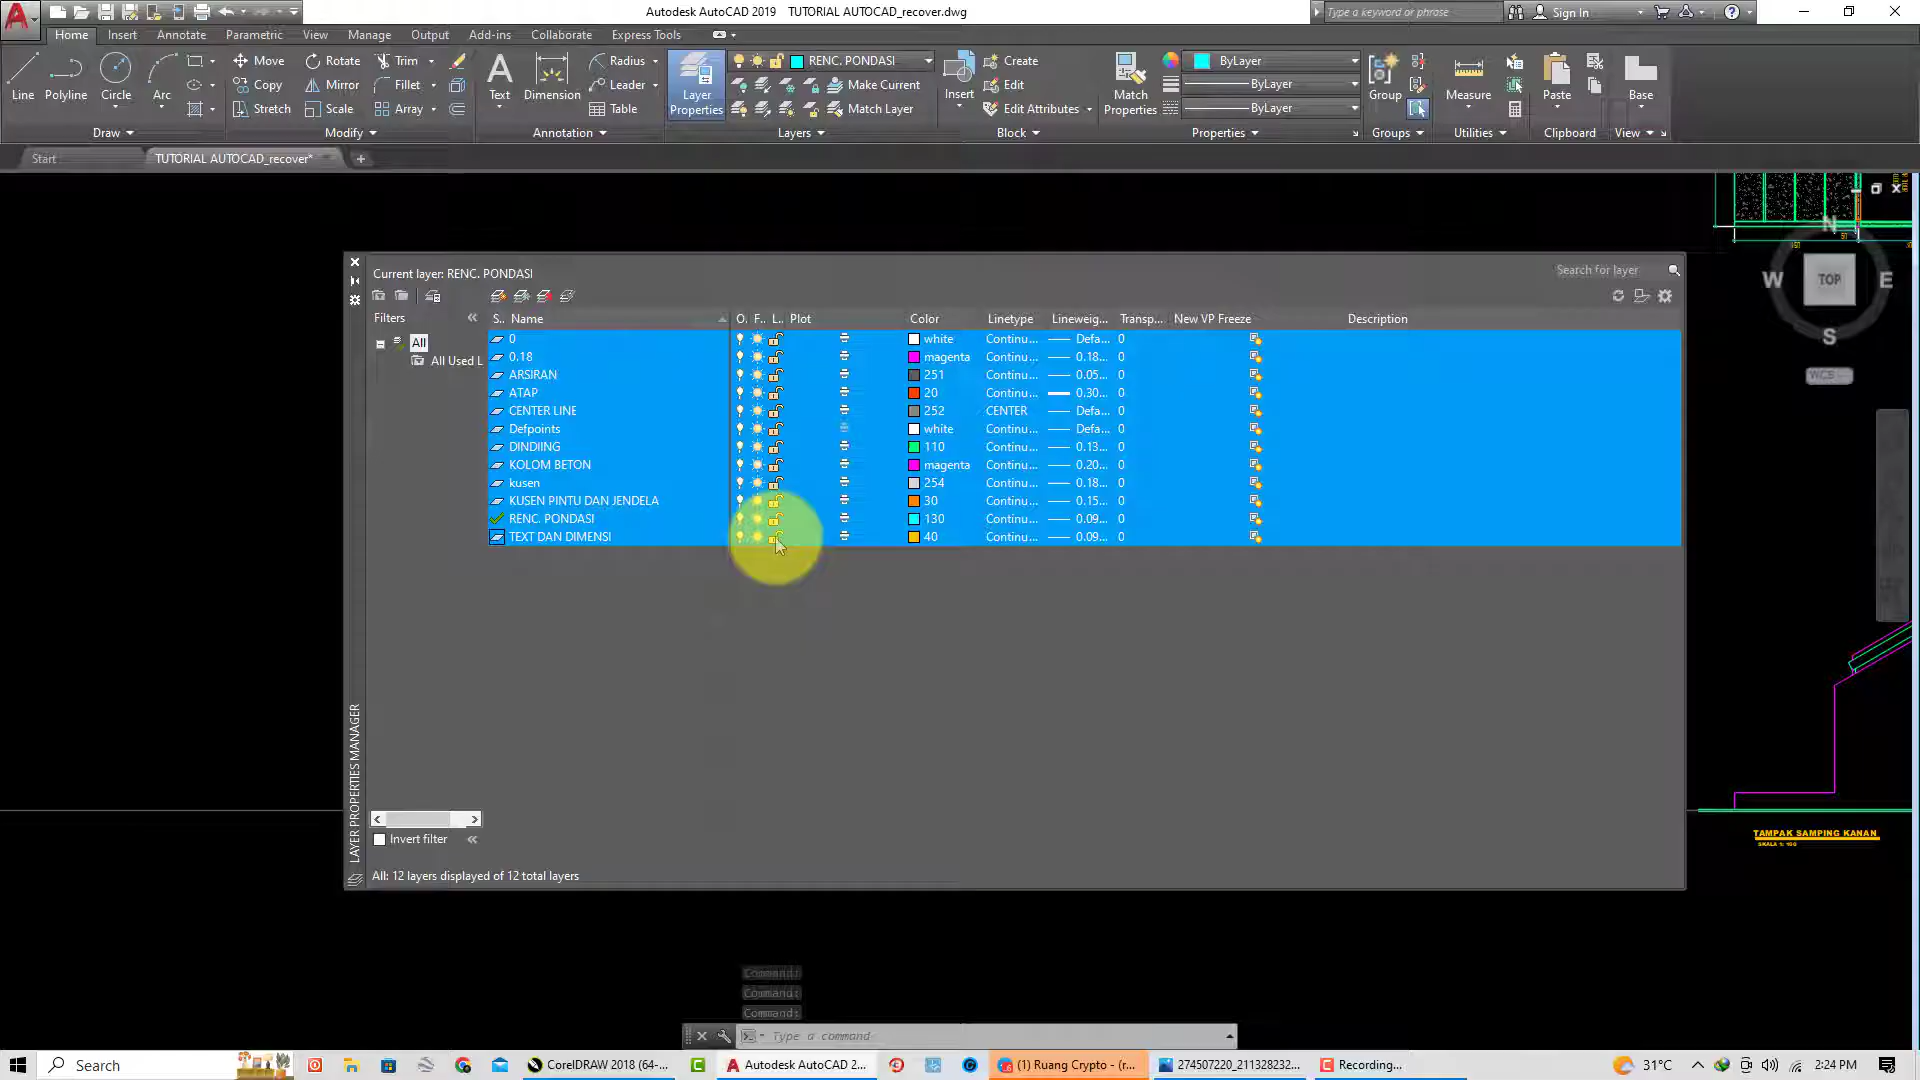 Autodesk AutoCAD 2019   TUTORIAL AUTOCAD_recover.dwg
Type a keyword or phrase
Sign In
Home Insert Annotate Parametric View Manage Output Add-ins Collaborate Express Tools
Line Polyline Circle Arc
Move Rotate Trim
Copy Mirror Fillet
Stretch Scale Array
Text Dimension
Radius
Leader
Table
Layer Properties
RENC. PONDASI
Make Current
Match Layer
Insert
Create
Edit
Edit Attributes
Match Properties
ByLayer
ByLayer
ByLayer
Group Measure Paste Base
Draw Modify Annotation Layers Block Properties Groups Utilities Clipboard View
Start TUTORIAL AUTOCAD_recover*
N
W TOP E
S
WCS
Current layer: RENC. PONDASI
Search for layer
Filters
All
All Used L
S.. Name O. F.. L.. Plot Color Linetype Lineweig... Transp... New VP Freeze Description
0 white Continu... Defa... 0
0.18 magenta Continu... 0.18... 0
ARSIRAN 251 Continu... 0.05... 0
ATAP 20 Continu... 0.30... 0
CENTER LINE 252 CENTER Defa... 0
Defpoints white Continu... Defa... 0
DINDIING 110 Continu... 0.13... 0
KOLOM BETON magenta Continu... 0.20... 0
kusen 254 Continu... 0.18... 0
KUSEN PINTU DAN JENDELA 30 Continu... 0.15... 0
RENC. PONDASI 130 Continu... 0.09... 0
TEXT DAN DIMENSI 40 Continu... 0.09... 0
LAYER PROPERTIES MANAGER
Invert filter
All: 12 layers displayed of 12 total layers
TAMPAK SAMPING KANAN
SKALA 1: 100
Command:
Command:
Command:
Type a command
Search
CorelDRAW 2018 (64-...
Autodesk AutoCAD 2...
(1) Ruang Crypto - (r...
274507220_211328232...
Recording...
31°C
2:24 PM